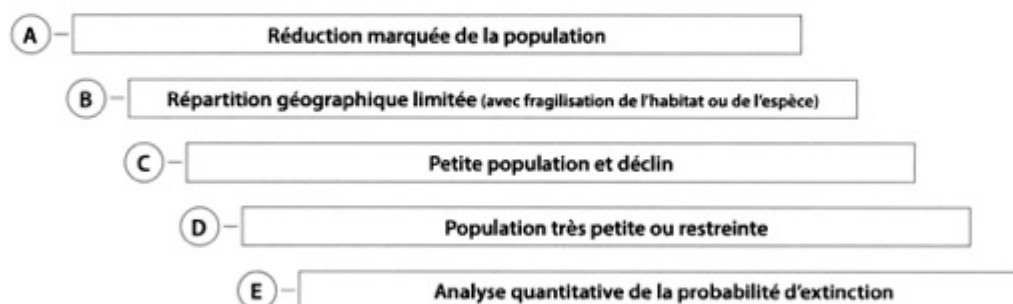 A Réduction marquée de la population
B Répartition géographique limitée (avec fragilisation de l'habitat ou de l'espèce)
C Petite population et déclin
D Population très petite ou restreinte
E Analyse quantitative de la probabilité d'extinction